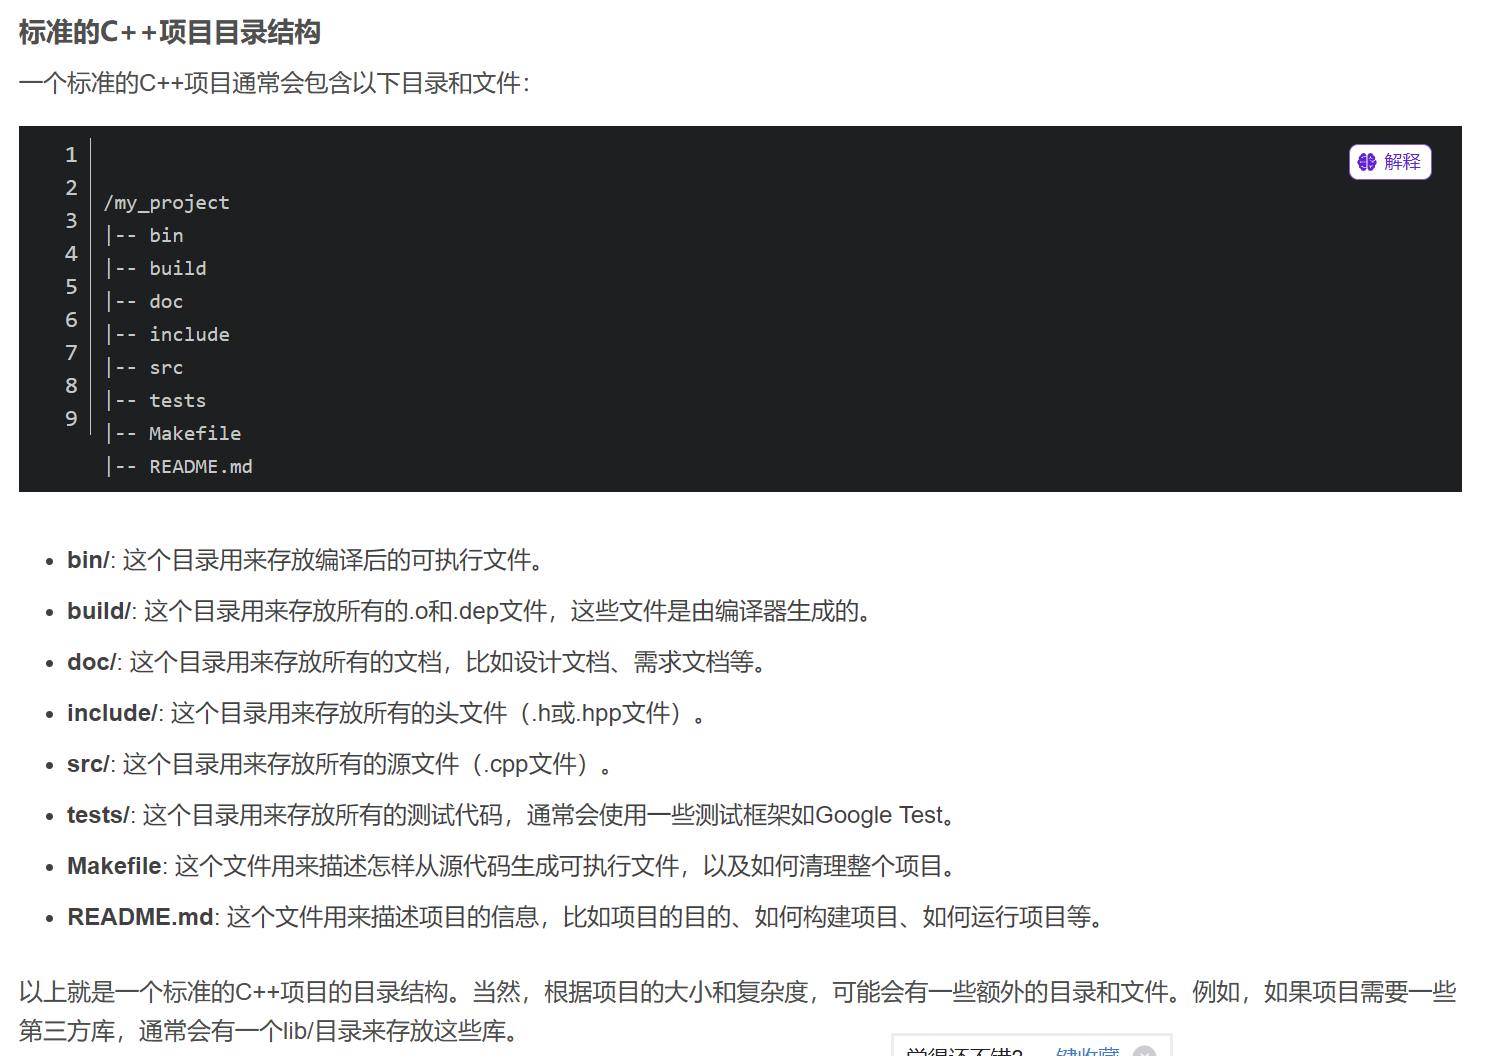 标准的C++项目目录结构
一个标准的C++项目通常会包含以下目录和文件：
解释
1
2
3
4
5
6
7
8
9
/my_project
|-- bin
|-- build
|-- doc
|-- include
|-- src
|-- tests
|-- Makefile
|-- README.md
• bin/: 这个目录用来存放编译后的可执行文件。
• build/: 这个目录用来存放所有的.o和.dep文件，这些文件是由编译器生成的。
• doc/: 这个目录用来存放所有的文档，比如设计文档、需求文档等。
• include/: 这个目录用来存放所有的头文件（.h或.hpp文件）。
• src/: 这个目录用来存放所有的源文件（.cpp文件）。
• tests/: 这个目录用来存放所有的测试代码，通常会使用一些测试框架如Google Test。
• Makefile: 这个文件用来描述怎样从源代码生成可执行文件，以及如何清理整个项目。
• README.md: 这个文件用来描述项目的信息，比如项目的目的、如何构建项目、如何运行项目等。
以上就是一个标准的C++项目的目录结构。当然，根据项目的大小和复杂度，可能会有一些额外的目录和文件。例如，如果项目需要一些
第三方库，通常会有一个lib/目录来存放这些库。
觉得还不错? 一键收藏